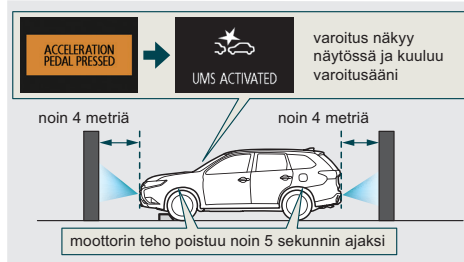 ACCELERATION
PEDAL PRESSED
UMS ACTIVATED
varoitus näkyy
näytössä ja kuuluu
varoitusääni
noin 4 metriä
noin 4 metriä
moottorin teho poistuu noin 5 sekunnin ajaksi